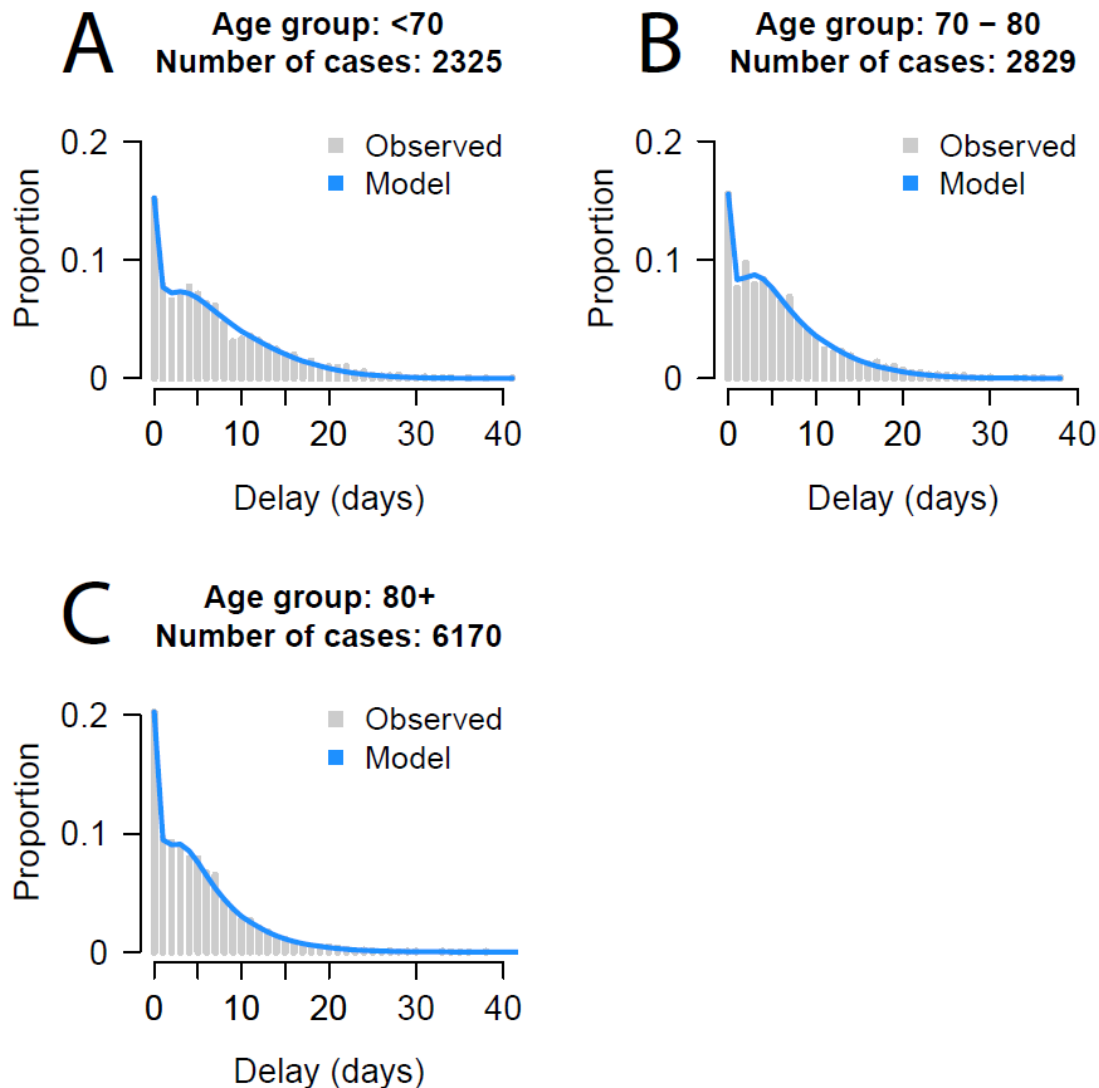 A
Age group: <70
Number of cases: 2325
Observed
Model
0.2
0.1
0
Proportion
0 10 20 30 40
Delay (days)
B
Age group: 70 − 80
Number of cases: 2829
Observed
Model
0.2
0.1
0
Proportion
0 10 20 30 40
Delay (days)
C
Age group: 80+
Number of cases: 6170
Observed
Model
0.2
0.1
0
Proportion
0 10 20 30 40
Delay (days)